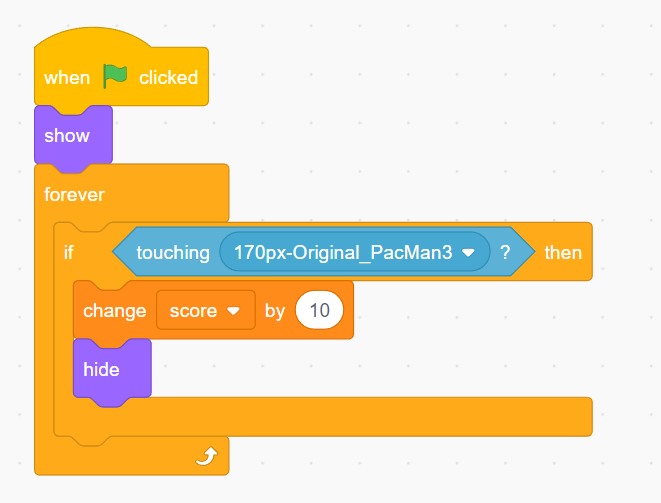 when clicked
show
forever
if touching 170px-Original_PacMan3 ? then
change score by 10
hide